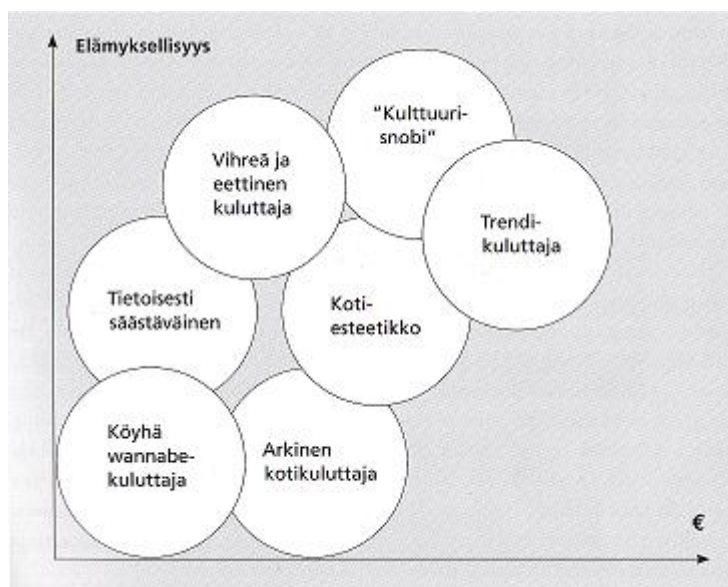 Elämyksellisyys
"Kulttuuri-
snobi"
Vihreä ja
eettinen
kuluttaja
Trendi-
kuluttaja
Tietoisesti
säästäväinen
Koti-
esteetikko
Köyhä
wannabe-
kuluttaja
Arkinen
kotikuluttaja
€